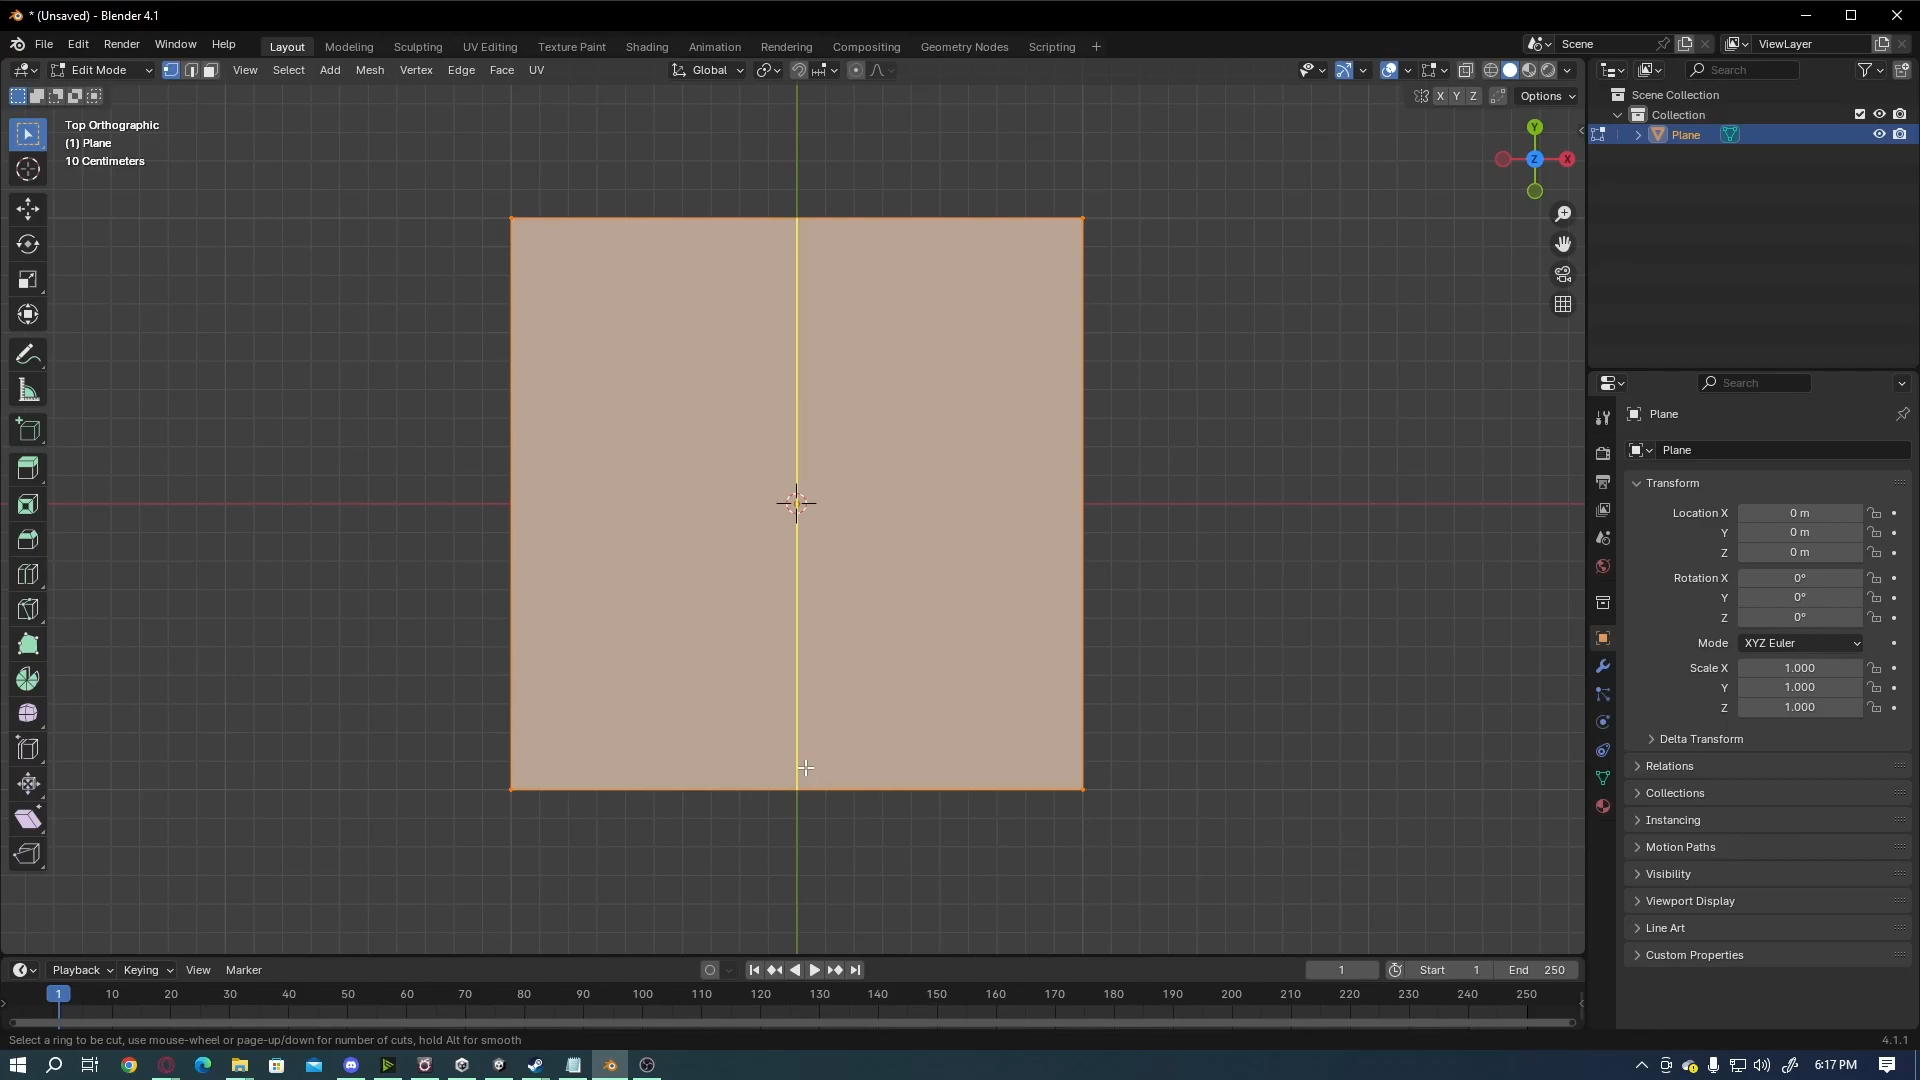 * (Unsaved) - Blender 4.1
File Edit Render Window Help Layout Modeling Sculpting UV Editing Texture Paint Shading Animation Rendering Compositing Geometry Nodes Scripting + Scene ViewLayer
Edit Mode View Select Add Mesh Vertex Edge Face UV Global Search
X Y Z Options
Scene Collection
Collection
Plane
Top Orthographic
(1) Plane
10 Centimeters
Y
Z X
Search
Plane
Plane
Transform
Location X 0 m
Y 0 m
Z 0 m
Rotation X 0°
Y 0°
Z 0°
Mode XYZ Euler
Scale X 1.000
Y 1.000
Z 1.000
Delta Transform
Relations
Collections
Instancing
Motion Paths
Visibility
Viewport Display
Line Art
Custom Properties
Playback Keying View Marker 1 Start 1 End 250
1 10 20 30 40 50 60 70 80 90 100 110 120 130 140 150 160 170 180 190 200 210 220 230 240 250
Select a ring to be cut, use mouse-wheel or page-up/down for number of cuts, hold Alt for smooth 4.1.1
6:17 PM